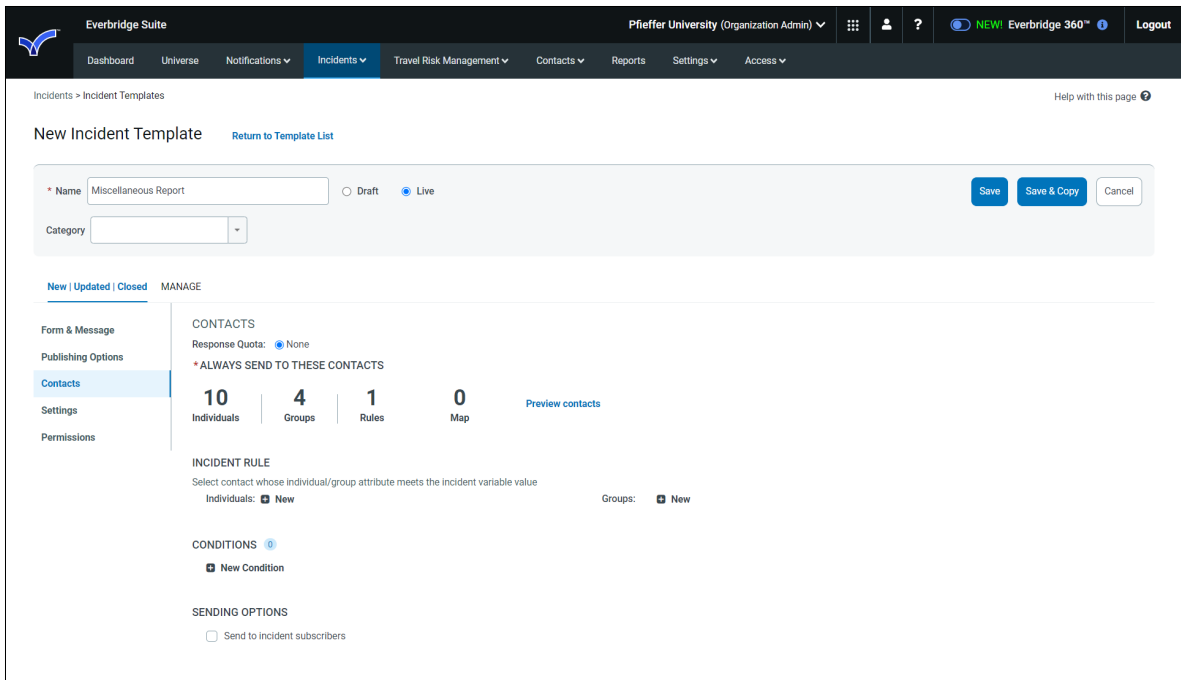 Everbridge Suite
Pfieffer University (Organization Admin)
?
NEW! Everbridge 360™
Logout
Dashboard Universe Notifications Incidents Travel Risk Management Contacts Reports Settings Access
Incidents > Incident Templates
Help with this page ?
New Incident Template Return to Template List
* Name Miscellaneous Report Draft Live Save Save & Copy Cancel
Category
New | Updated | Closed MANAGE
Form & Message
Publishing Options
Contacts
Settings
Permissions
CONTACTS
Response Quota: None
* ALWAYS SEND TO THESE CONTACTS
10 4 1 0
Individuals Groups Rules Map
Preview contacts
INCIDENT RULE
Select contact whose individual/group attribute meets the incident variable value
Individuals: New Groups: New
CONDITIONS 0
New Condition
SENDING OPTIONS
Send to incident subscribers